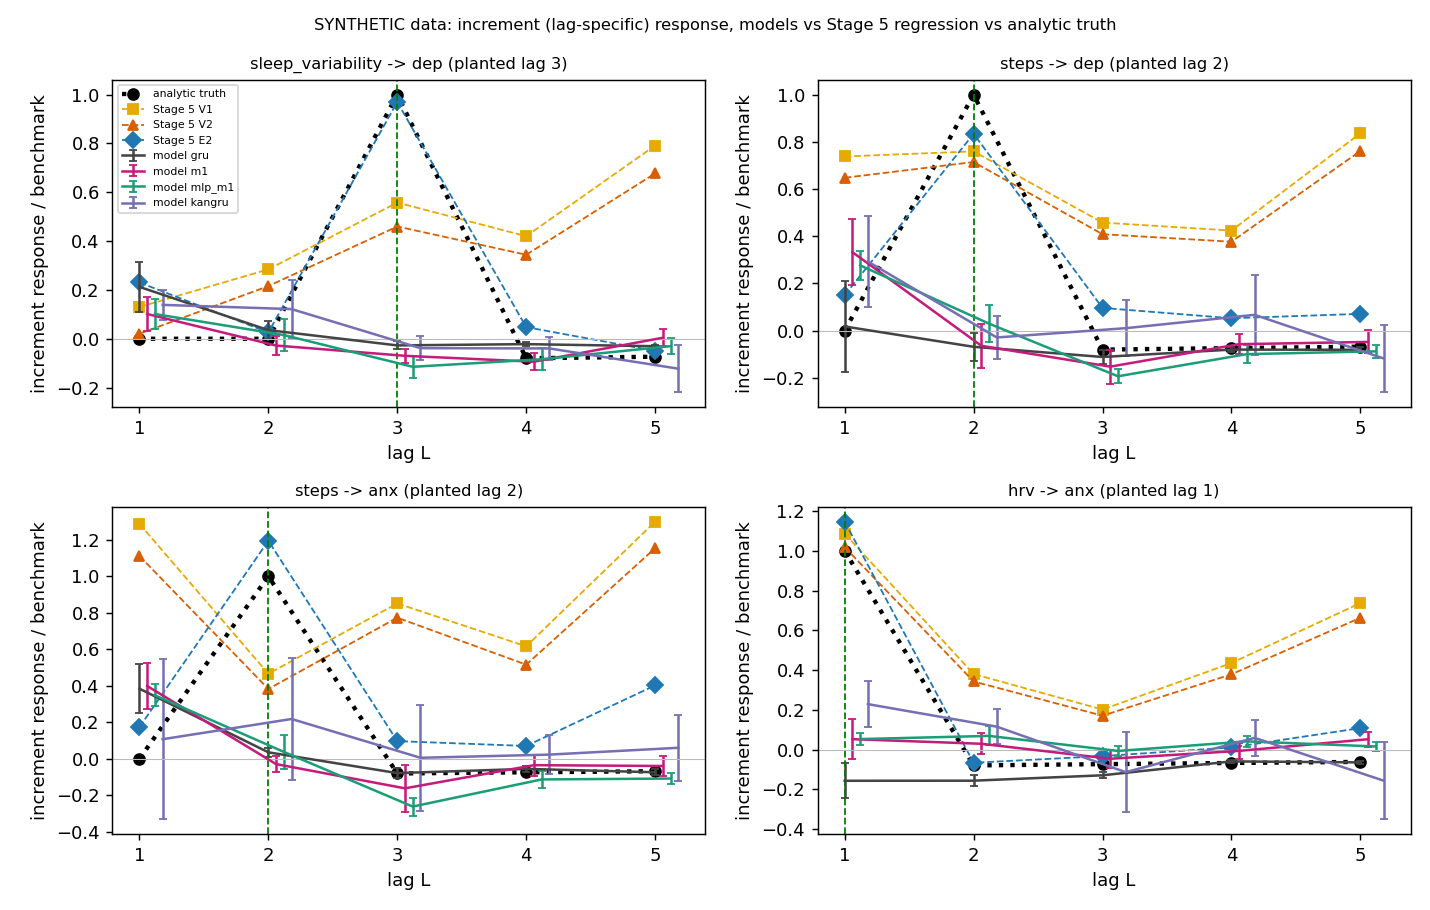 SYNTHETIC data: increment (lag-specific) response, models vs Stage 5 regression vs analytic truth
sleep_variability -> dep (planted lag 3)
increment response / benchmark
1.0
0.8
0.6
0.4
0.2
0.0
−0.2
analytic truth
Stage 5 V1
Stage 5 V2
Stage 5 E2
model gru
model m1
model mlp_m1
model kangru
1 2 3 4 5
lag L
steps -> dep (planted lag 2)
increment response / benchmark
1.0
0.8
0.6
0.4
0.2
0.0
−0.2
1 2 3 4 5
lag L
steps -> anx (planted lag 2)
increment response / benchmark
1.2
1.0
0.8
0.6
0.4
0.2
0.0
−0.2
−0.4
1 2 3 4 5
lag L
hrv -> anx (planted lag 1)
increment response / benchmark
1.2
1.0
0.8
0.6
0.4
0.2
0.0
−0.2
−0.4
1 2 3 4 5
lag L